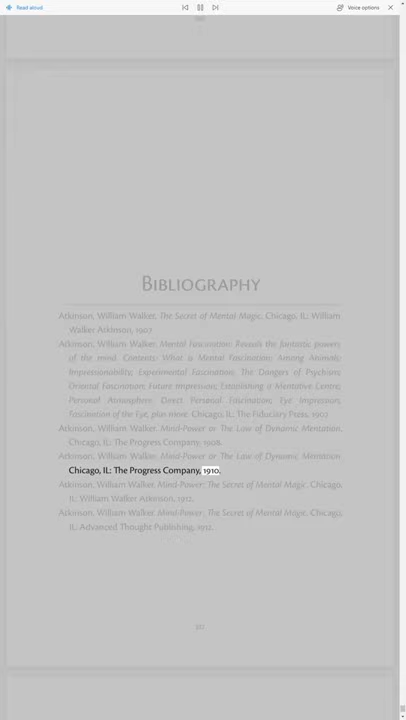 Read aloud
Voice options
Bibliography
Atkinson, William Walker. The Secret of Mental Magic. Chicago, IL: William
Walker Atkinson, 1907.
Atkinson, William Walker. Mental Fascination: Reveals the fantastic powers
of the mind. Contents: What is Mental Fascination; Among Animals;
Impressionability; Experimental Fascination; The Dangers of Psychism;
Oriental Fascination; Future Impression; Establishing a Mentative Centre;
Personal Atmosphere; Direct Personal Fascination; Eye Impression;
Fascination of the Eye, plus more. Chicago, IL: The Fiduciary Press, 1907.
Atkinson, William Walker. Mind-Power or The Law of Dynamic Mentation.
Chicago, IL: The Progress Company, 1908.
Atkinson, William Walker. Mind-Power or The Law of Dynamic Mentation.
Chicago, IL: The Progress Company, 1910.
Atkinson, William Walker. Mind-Power: The Secret of Mental Magic. Chicago,
IL: William Walker Atkinson, 1912.
Atkinson, William Walker. Mind-Power: The Secret of Mental Magic. Chicago,
IL: Advanced Thought Publishing, 1912.